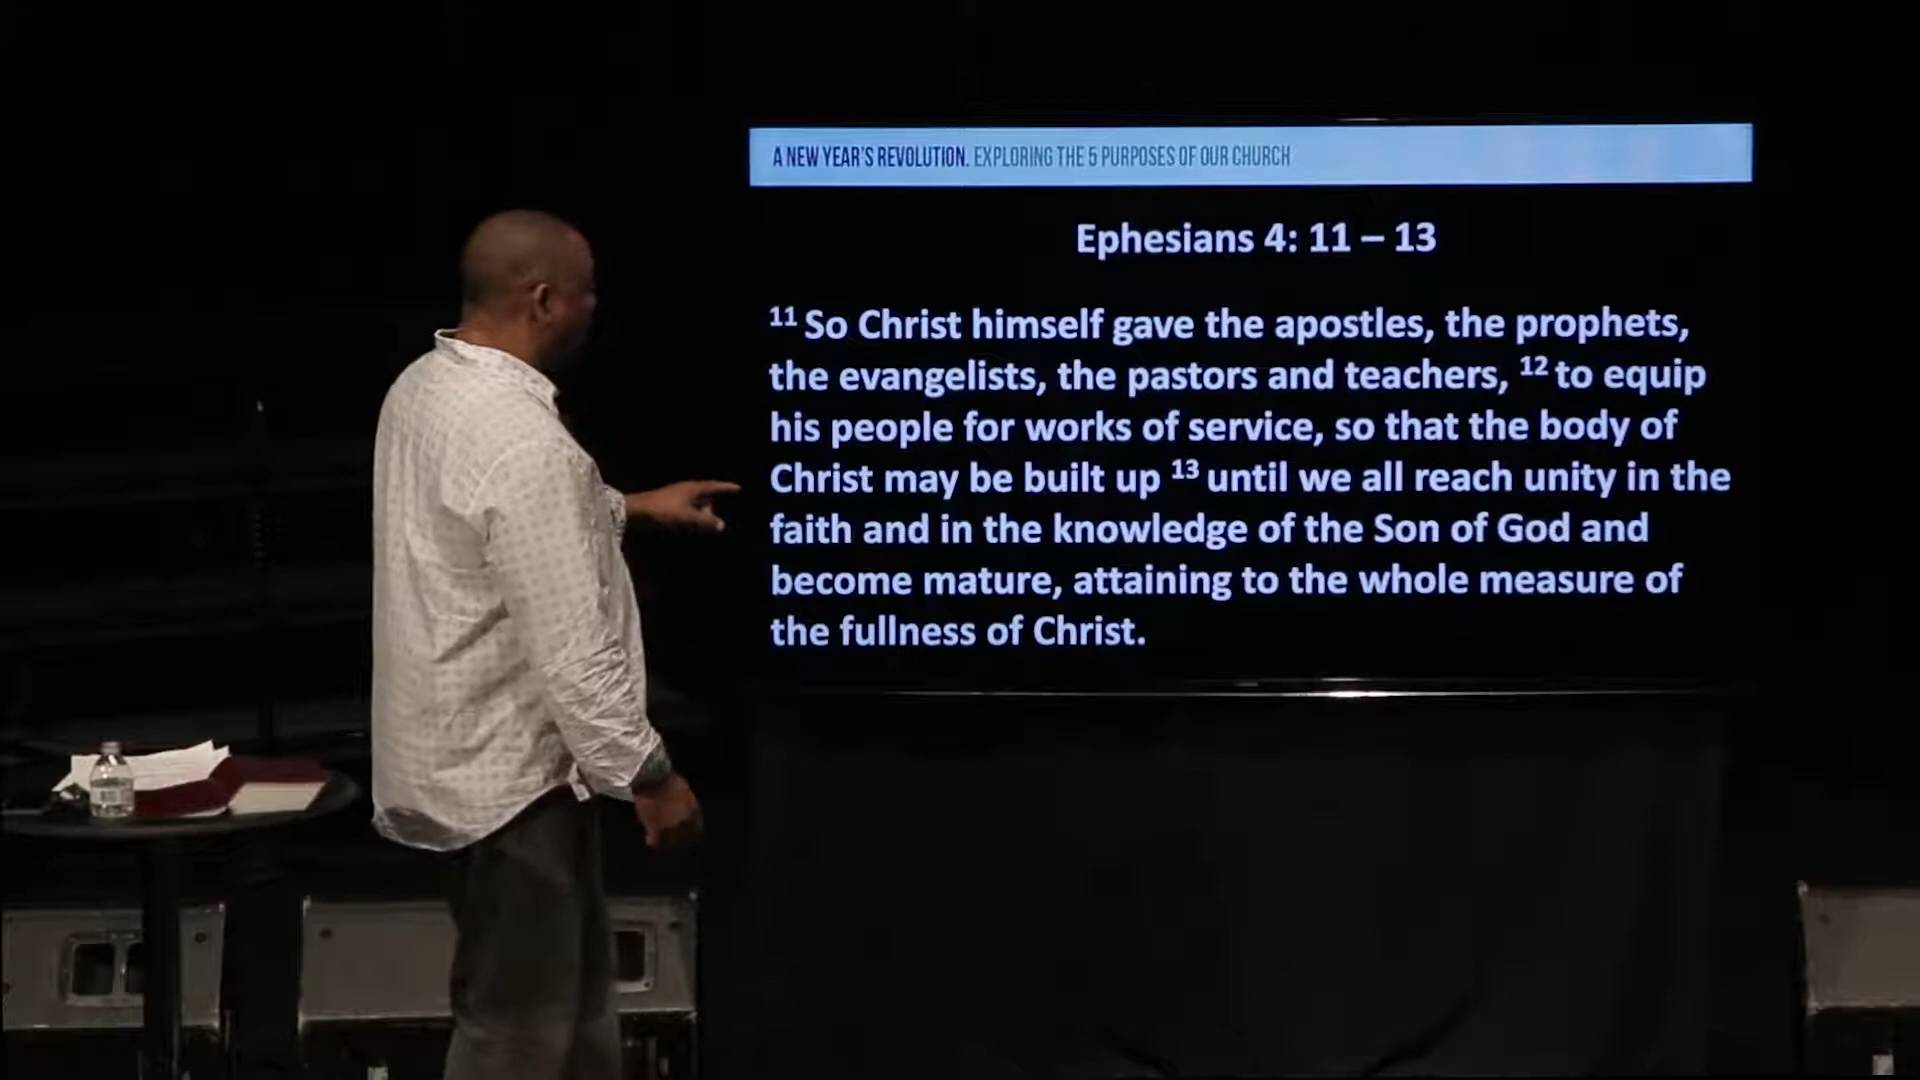 A NEW YEAR'S REVOLUTION. EXPLORING THE 5 PURPOSES OF OUR CHURCH
Ephesians 4: 11 – 13
11 So Christ himself gave the apostles, the prophets,
the evangelists, the pastors and teachers, 12 to equip
his people for works of service, so that the body of
Christ may be built up 13 until we all reach unity in the
faith and in the knowledge of the Son of God and
become mature, attaining to the whole measure of
the fullness of Christ.